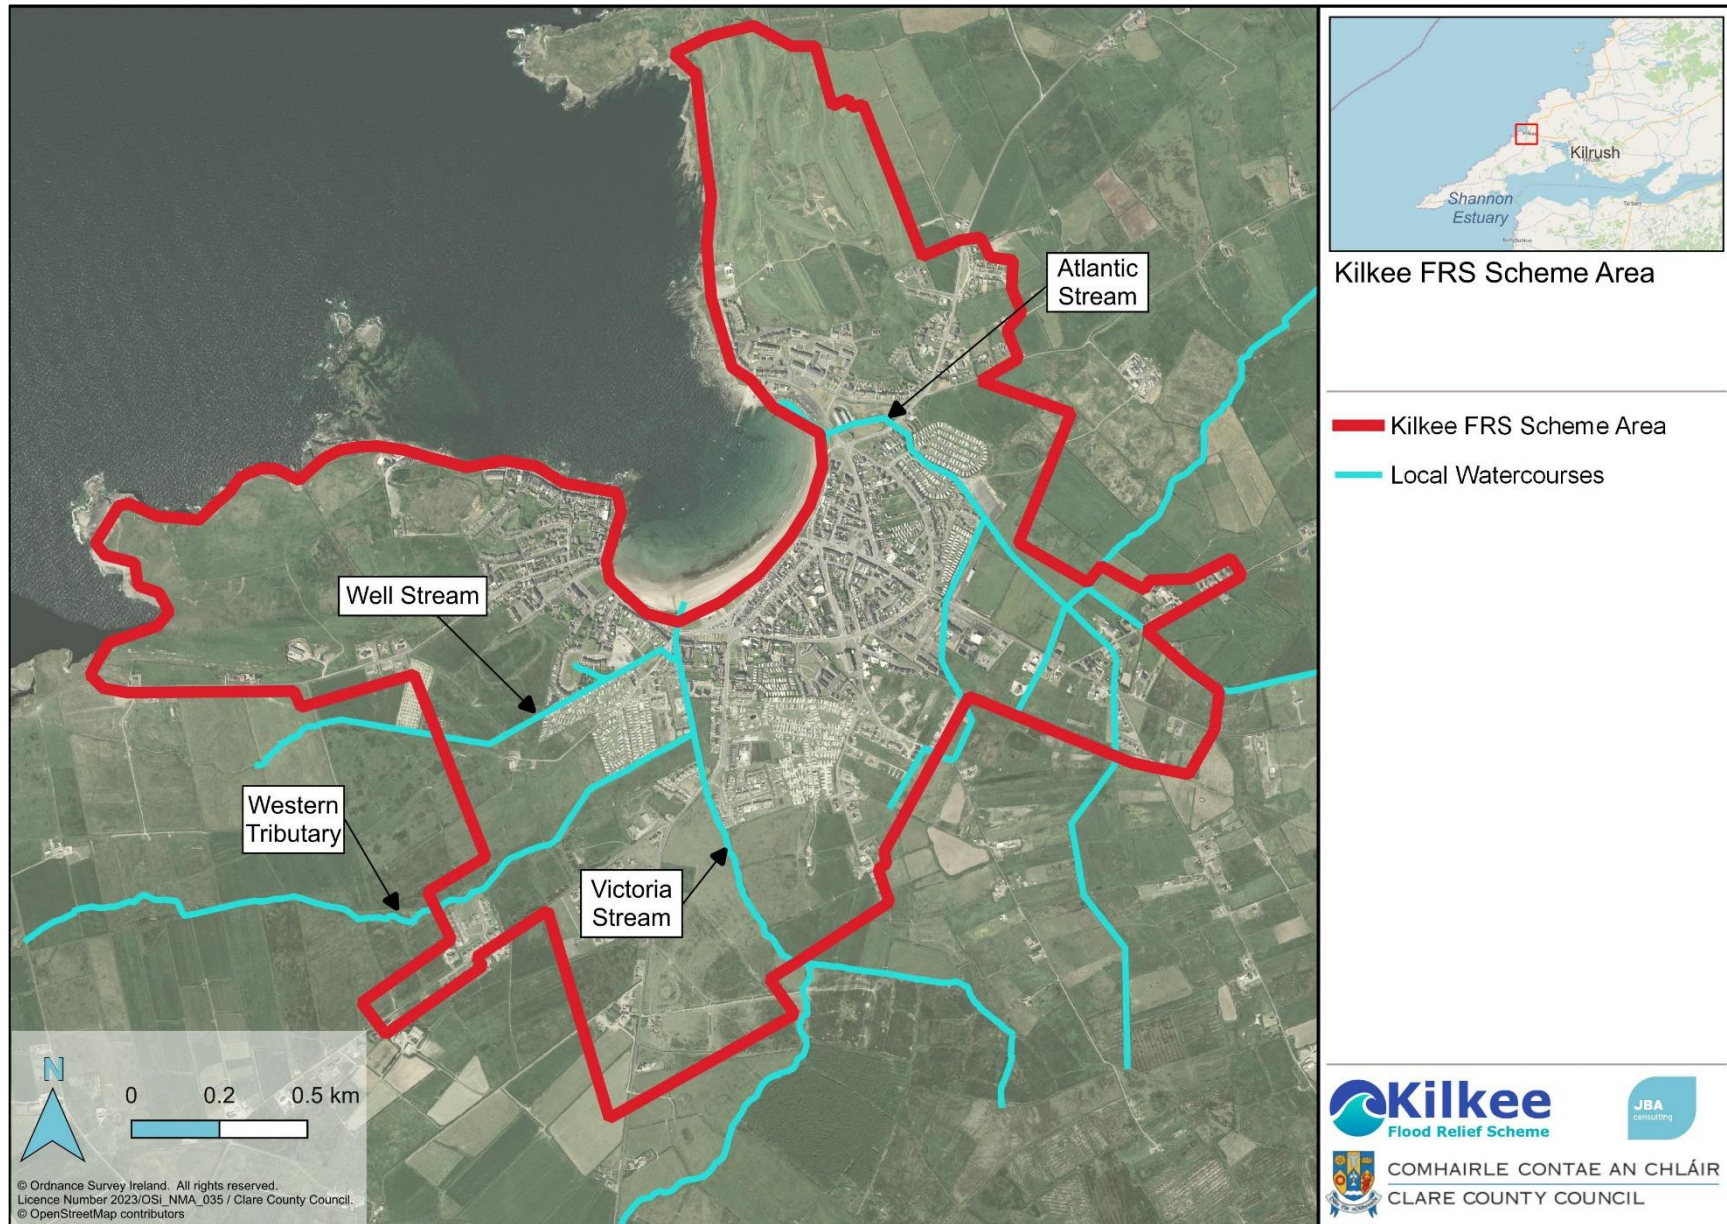 Atlantic
Stream
Well Stream
Western
Tributary
Victoria
Stream
N
0 0.2 0.5 km
© Ordnance Survey Ireland. All rights reserved.
Licence Number 2023/OSi_NMA_035 / Clare County Council.
© OpenStreetMap contributors
Kilrush
Shannon
Estuary
Kilkee FRS Scheme Area
Kilkee FRS Scheme Area
Local Watercourses
Kilkee
Flood Relief Scheme
JBA
consulting
COMHAIRLE CONTAE AN CHLÁIR
CLARE COUNTY COUNCIL